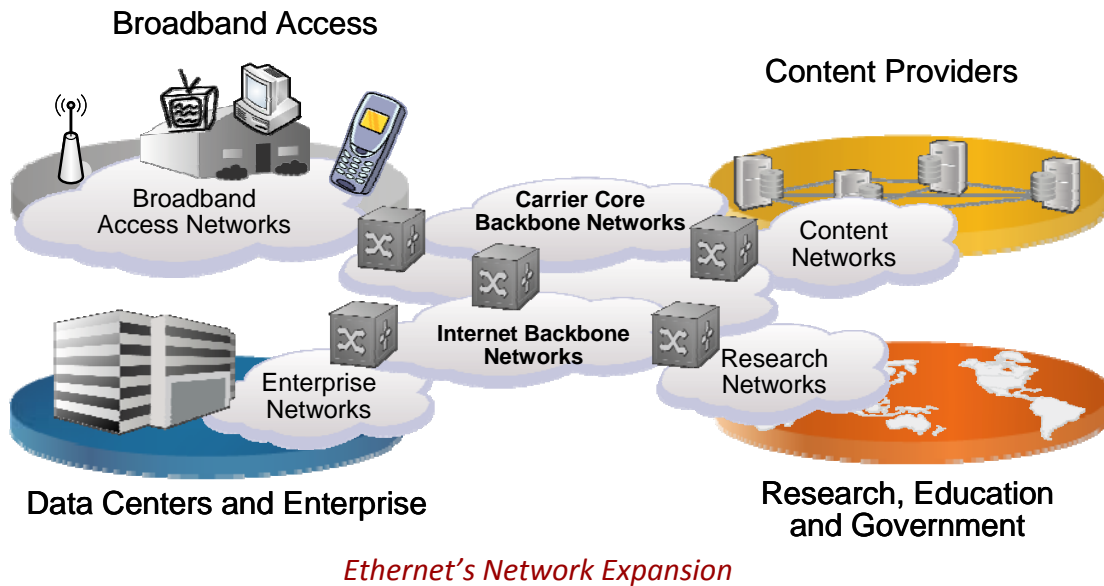 Broadband Access
Content Providers
Broadband
Access Networks
Carrier Core
Backbone Networks
Content
Networks
Internet Backbone
Networks
Enterprise
Networks
Research
Networks
Data Centers and Enterprise
Research, Education
and Government
Ethernet's Network Expansion